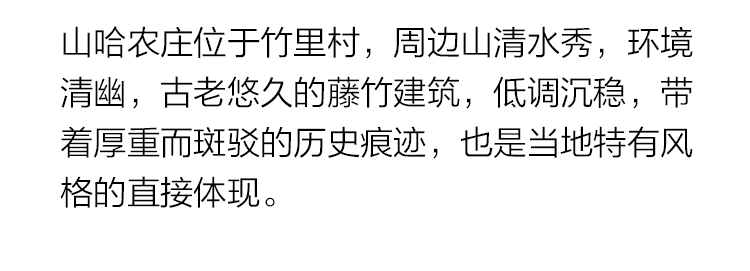 山哈农庄位于竹里村，周边山清水秀，环境
清幽，古老悠久的藤竹建筑，低调沉稳，带
着厚重而斑驳的历史痕迹，也是当地特有风
格的直接体现。